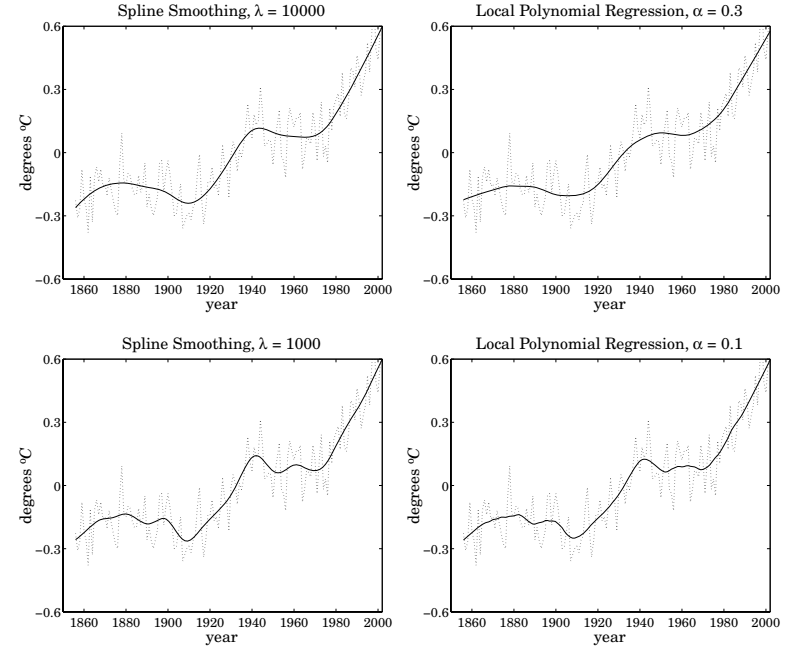 Spline Smoothing, λ = 10000
0.6
0.3
0
−0.3
−0.6
degrees °C
1860 1880 1900 1920 1940 1960 1980 2000
year
Local Polynomial Regression, α = 0.3
0.6
0.3
0
−0.3
−0.6
degrees °C
1860 1880 1900 1920 1940 1960 1980 2000
year
Spline Smoothing, λ = 1000
0.6
0.3
0
−0.3
−0.6
degrees °C
1860 1880 1900 1920 1940 1960 1980 2000
year
Local Polynomial Regression, α = 0.1
0.6
0.3
0
−0.3
−0.6
degrees °C
1860 1880 1900 1920 1940 1960 1980 2000
year